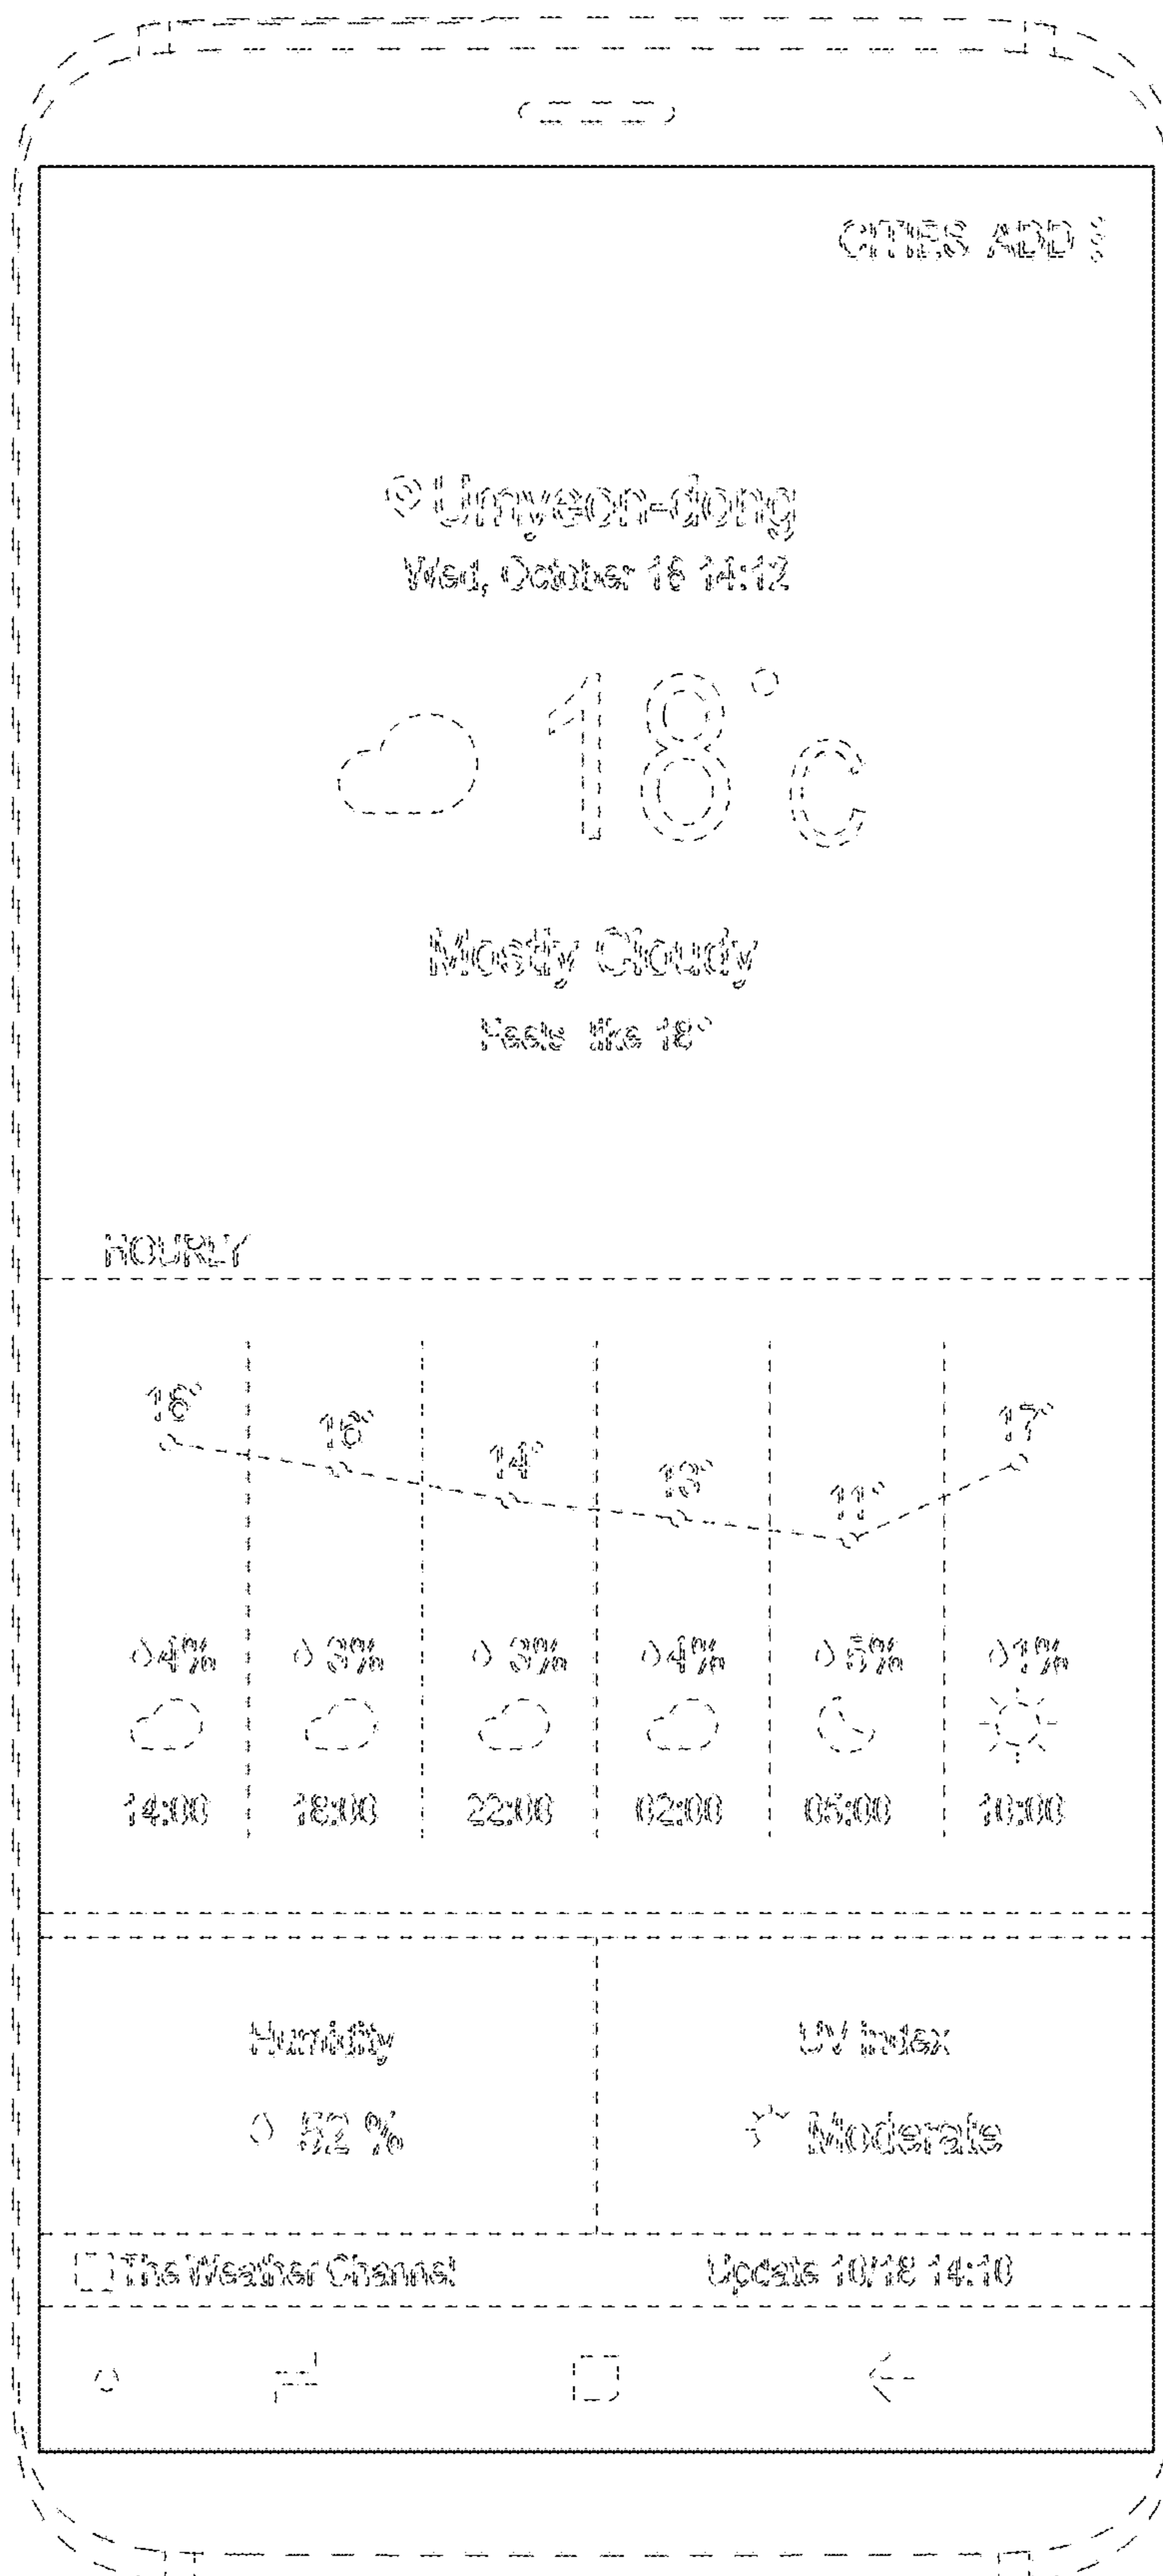 CITIES ADD
Umyeon-dong
Wed, October 18 14:12
18°C
Mostly Cloudy
Feels like 18°
HOURLY
18° 16° 14° 13° 11° 17°
4% 3% 3% 4% 5% 1%
14:00 18:00 22:00 02:00 05:00 10:00
Humidity UV index
52 % Moderate
The Weather Channel Update 10/18 14:10